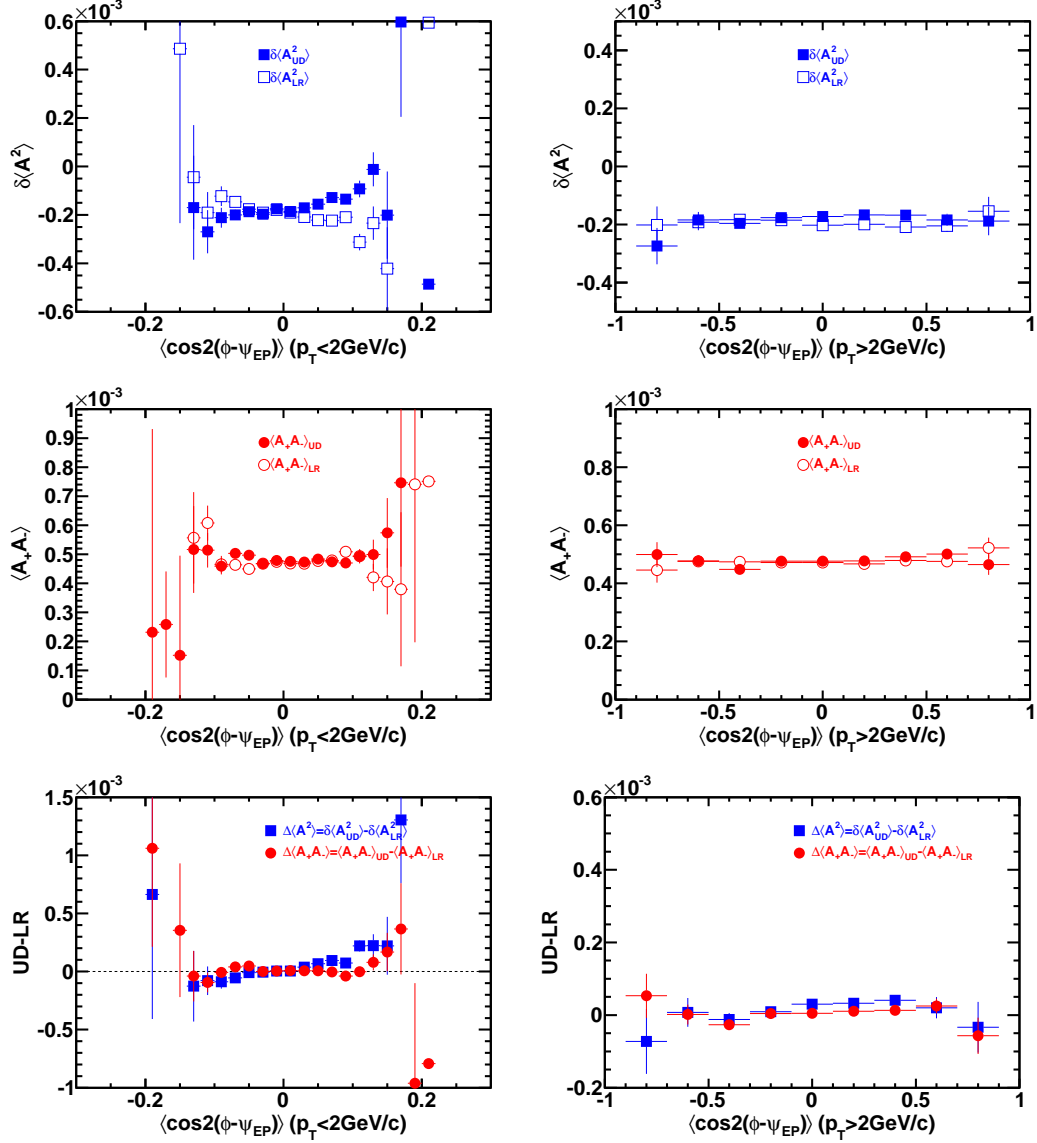 ×10⁻³
0.6
0.4
0.2
0
-0.2
-0.4
-0.6
δ⟨A²⟩
δ⟨A²_UD⟩
δ⟨A²_LR⟩
-0.2 0 0.2
⟨cos2(φ-ψ_EP)⟩ (p_T<2GeV/c)
×10⁻³
0.4
0.2
0
-0.2
-0.4
δ⟨A²⟩
δ⟨A²_UD⟩
δ⟨A²_LR⟩
-1 -0.5 0 0.5 1
⟨cos2(φ-ψ_EP)⟩ (p_T>2GeV/c)
×10⁻³
1
0.9
0.8
0.7
0.6
0.5
0.4
0.3
0.2
0.1
0
⟨A₊A₋⟩
⟨A₊A₋⟩_UD
⟨A₊A₋⟩_LR
-0.2 0 0.2
⟨cos2(φ-ψ_EP)⟩ (p_T<2GeV/c)
×10⁻³
1
0.8
0.6
0.4
0.2
0
⟨A₊A₋⟩
⟨A₊A₋⟩_UD
⟨A₊A₋⟩_LR
-1 -0.5 0 0.5 1
⟨cos2(φ-ψ_EP)⟩ (p_T>2GeV/c)
×10⁻³
1.5
1
0.5
0
-0.5
-1
UD-LR
Δ⟨A²⟩=δ⟨A²_UD⟩-δ⟨A²_LR⟩
Δ⟨A₊A₋⟩=⟨A₊A₋⟩_UD-⟨A₊A₋⟩_LR
-0.2 0 0.2
⟨cos2(φ-ψ_EP)⟩ (p_T<2GeV/c)
×10⁻³
0.6
0.4
0.2
0
-0.2
UD-LR
Δ⟨A²⟩=δ⟨A²_UD⟩-δ⟨A²_LR⟩
Δ⟨A₊A₋⟩=⟨A₊A₋⟩_UD-⟨A₊A₋⟩_LR
-1 -0.5 0 0.5 1
⟨cos2(φ-ψ_EP)⟩ (p_T>2GeV/c)